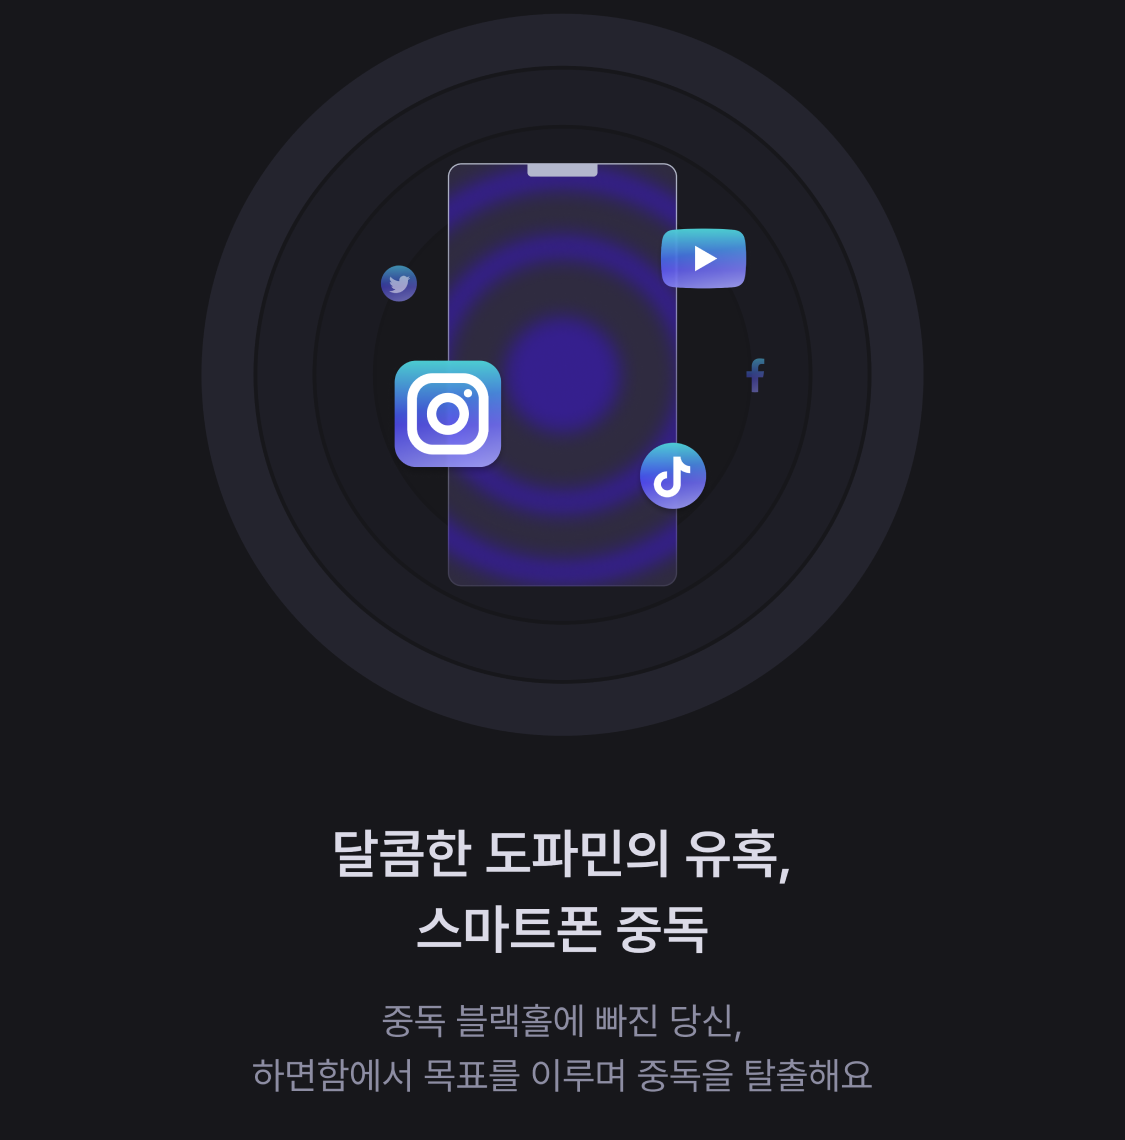 달콤한 도파민의 유혹,
스마트폰 중독
중독 블랙홀에 빠진 당신,
하면함에서 목표를 이루며 중독을 탈출해요